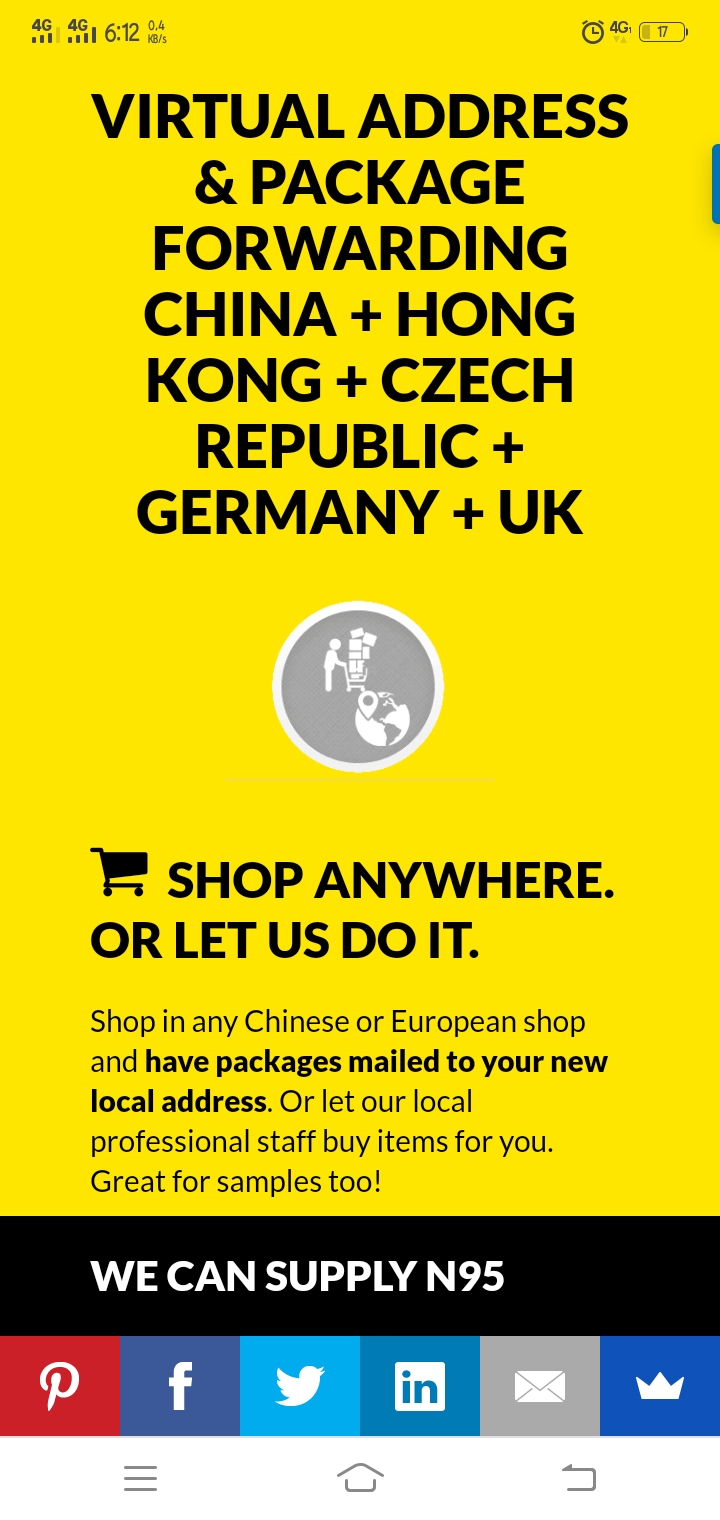 4G 4G 6:12 0,4 KB/s 4G1 17
VIRTUAL ADDRESS
& PACKAGE
FORWARDING
CHINA + HONG
KONG + CZECH
REPUBLIC +
GERMANY + UK
SHOP ANYWHERE.
OR LET US DO IT.
Shop in any Chinese or European shop
and have packages mailed to your new
local address. Or let our local
professional staff buy items for you.
Great for samples too!
WE CAN SUPPLY N95
f in